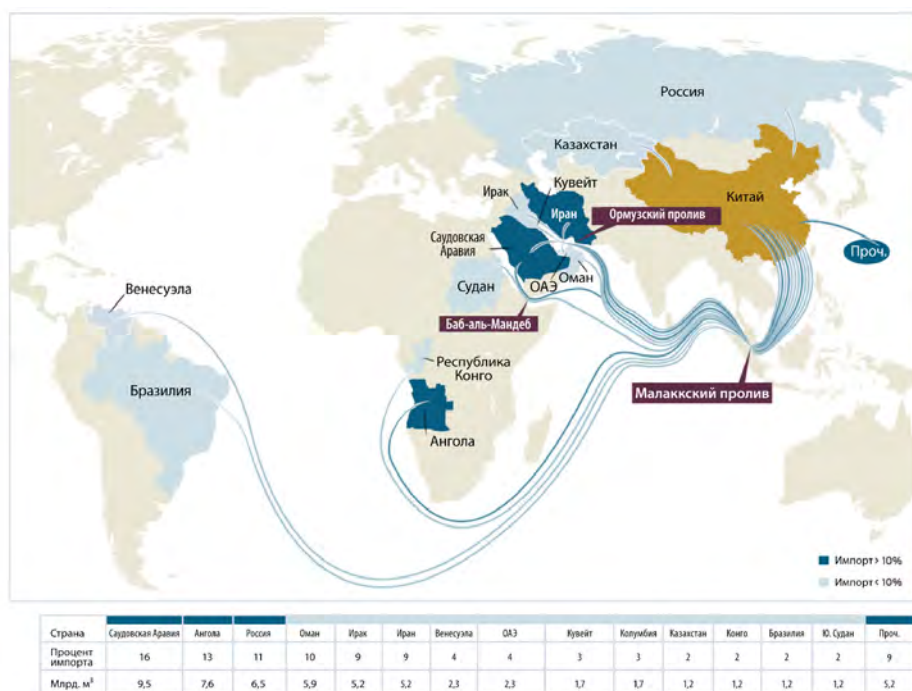 Россия
Казахстан
Китай
Кувейт
Ирак
Иран
Ормузский пролив
Саудовская
Аравия
Проч.
Оман
ОАЭ
Судан
Венесуэла
Баб-аль-Мандеб
Республика
Конго
Бразилия
Малаккский пролив
Ангола
Импорт > 10%
Импорт < 10%
Страна Саудовская Аравия Ангола Россия Оман Ирак Иран Венесуэла ОАЭ Кувейт Колумбия Казахстан Конго Бразилия Ю. Судан Проч.
Процент
импорта 16 13 11 10 9 9 4 4 3 3 2 2 2 2 9
Млрд. м³ 9,5 7,6 6,5 5,9 5,2 5,2 2,3 2,3 1,7 1,7 1,2 1,2 1,2 1,2 5,2